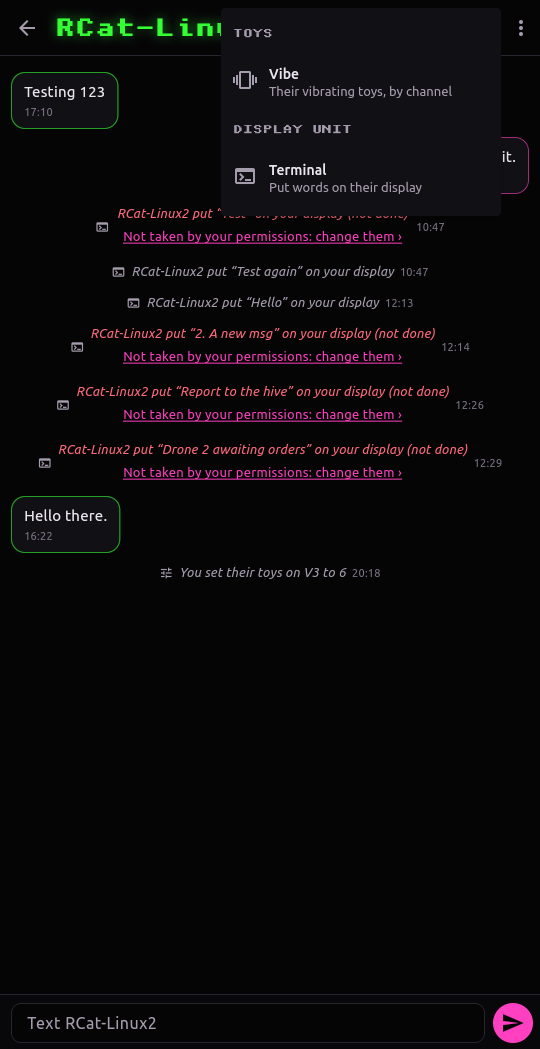 RCat-Linu
TOYS
Vibe
Their vibrating toys, by channel
DISPLAY UNIT
Terminal
Put words on their display
Testing 123
17:10
it.
RCat-Linux2 put “Test” on your display (not done)
Not taken by your permissions: change them ›
10:47
RCat-Linux2 put “Test again” on your display 10:47
RCat-Linux2 put “Hello” on your display 12:13
RCat-Linux2 put “2. A new msg” on your display (not done)
Not taken by your permissions: change them ›
12:14
RCat-Linux2 put “Report to the hive” on your display (not done)
Not taken by your permissions: change them ›
12:26
RCat-Linux2 put “Drone 2 awaiting orders” on your display (not done)
Not taken by your permissions: change them ›
12:29
Hello there.
16:22
You set their toys on V3 to 6 20:18
Text RCat-Linux2